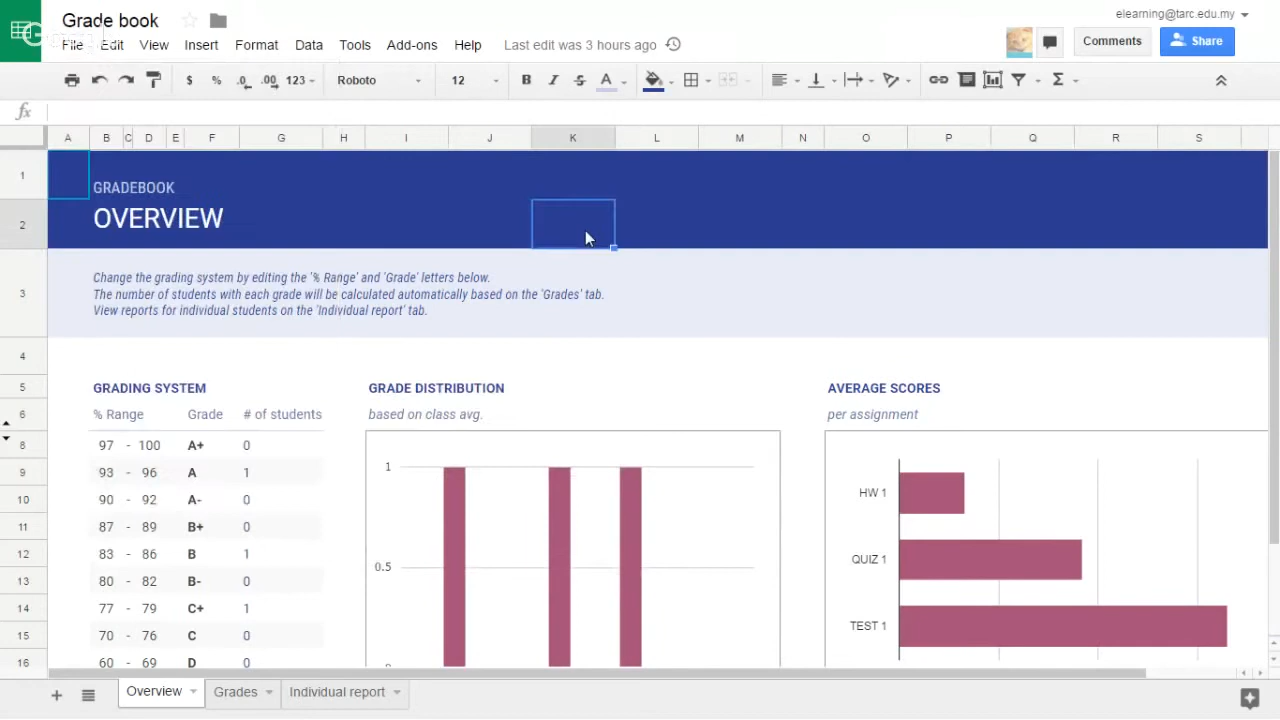 Grade book
elearning@tarc.edu.my
File Edit View Insert Format Data Tools Add-ons Help Last edit was 3 hours ago
Comments Share
$ % .0 .00 123 Roboto 12 B I S A Σ
fx
A B C D E F G H I J K L M N O P Q R S
1
GRADEBOOK
2
OVERVIEW
3
Change the grading system by editing the '% Range' and 'Grade' letters below.
The number of students with each grade will be calculated automatically based on the 'Grades' tab.
View reports for individual students on the 'Individual report' tab.
4
5 GRADING SYSTEM GRADE DISTRIBUTION AVERAGE SCORES
6 % Range Grade # of students based on class avg. per assignment
8 97 - 100 A+ 0
9 93 - 96 A 1
10 90 - 92 A- 0
11 87 - 89 B+ 0
12 83 - 86 B 1
13 80 - 82 B- 0
14 77 - 79 C+ 1
15 70 - 76 C 0
16 60 - 69 D 0
1
0.5
HW 1
QUIZ 1
TEST 1
Overview Grades Individual report